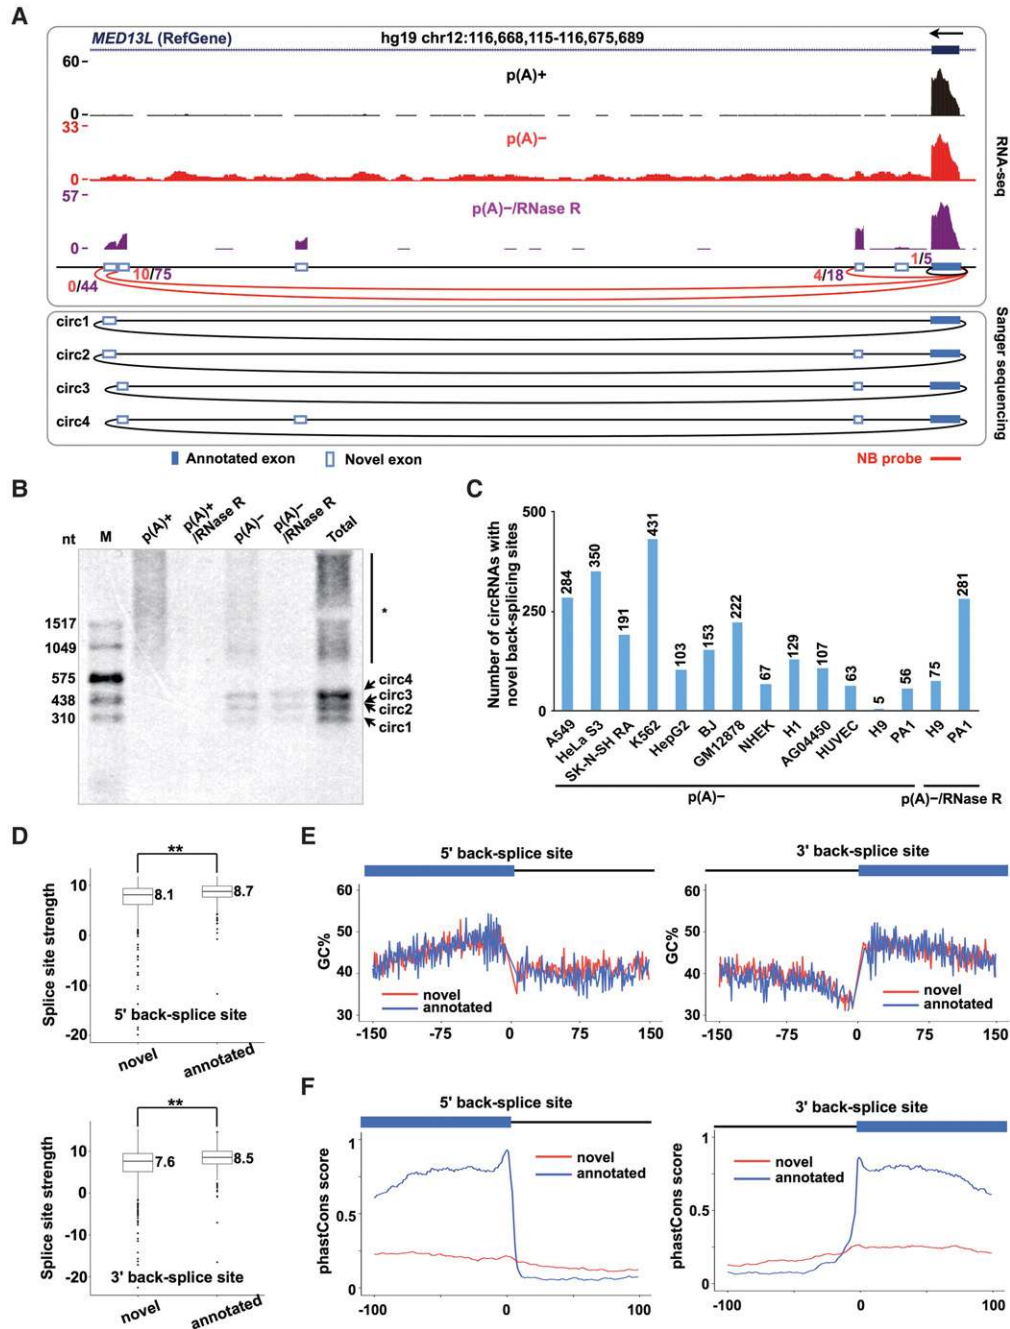 A
MED13L (RefGene) hg19 chr12:116,668,115-116,675,689
60
p(A)+
0
33
p(A)−
0
57
p(A)−/RNase R
0
RNA-seq
1/5
10/75
4/18
0/44
circ1
circ2
circ3
circ4
Sanger sequencing
Annotated exon
Novel exon
NB probe
B
nt
M
p(A)+
p(A)+ /RNase R
p(A)−
p(A)− /RNase R
Total
1517
1049
575
438
310
*
circ4
circ3
circ2
circ1
C
Number of circRNAs with
novel back-splicing sites
500
250
0
284
350
191
431
103
153
222
67
129
107
63
5
56
75
281
A549
HeLa S3
SK-N-SH RA
K562
HepG2
BJ
GM12878
NHEK
H1
AG04450
HUVEC
H9
PA1
H9
PA1
p(A)−
p(A)−/RNase R
D
Splice site strength
**
10
0
-10
-20
8.1
8.7
5' back-splice site
novel
annotated
Splice site strength
**
10
0
-10
-20
7.6
8.5
3' back-splice site
novel
annotated
E
5' back-splice site
GC%
60
50
40
30
novel
annotated
-150 -75 0 75 150
3' back-splice site
GC%
60
50
40
30
novel
annotated
-150 -75 0 75 150
F
5' back-splice site
phastCons score
1
0.5
0
novel
annotated
-100 0 100
3' back-splice site
phastCons score
1
0.5
0
novel
annotated
-100 0 100